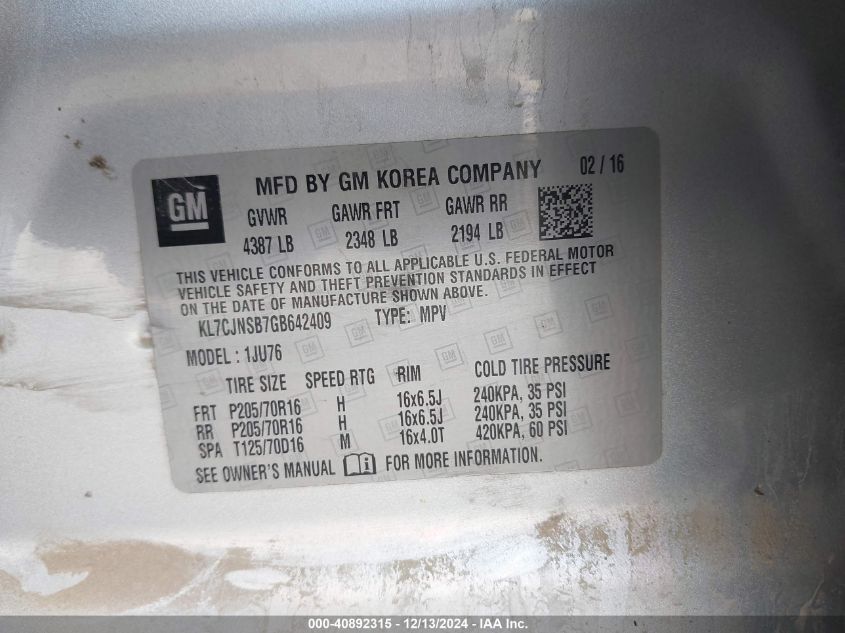 GM
MFD BY GM KOREA COMPANY 02 / 16
GVWR GAWR FRT GAWR RR
4387 LB 2348 LB 2194 LB
THIS VEHICLE CONFORMS TO ALL APPLICABLE U.S. FEDERAL MOTOR
VEHICLE SAFETY AND THEFT PREVENTION STANDARDS IN EFFECT
ON THE DATE OF MANUFACTURE SHOWN ABOVE.
KL7CJNSB7GB642409 TYPE: MPV
MODEL : 1JU76
TIRE SIZE SPEED RTG RIM COLD TIRE PRESSURE
FRT P205/70R16 H 16x6.5J 240KPA, 35 PSI
RR P205/70R16 H 16x6.5J 240KPA, 35 PSI
SPA T125/70D16 M 16x4.0T 420KPA, 60 PSI
SEE OWNER'S MANUAL i FOR MORE INFORMATION.
000-40892315 - 12/13/2024 - IAA Inc.